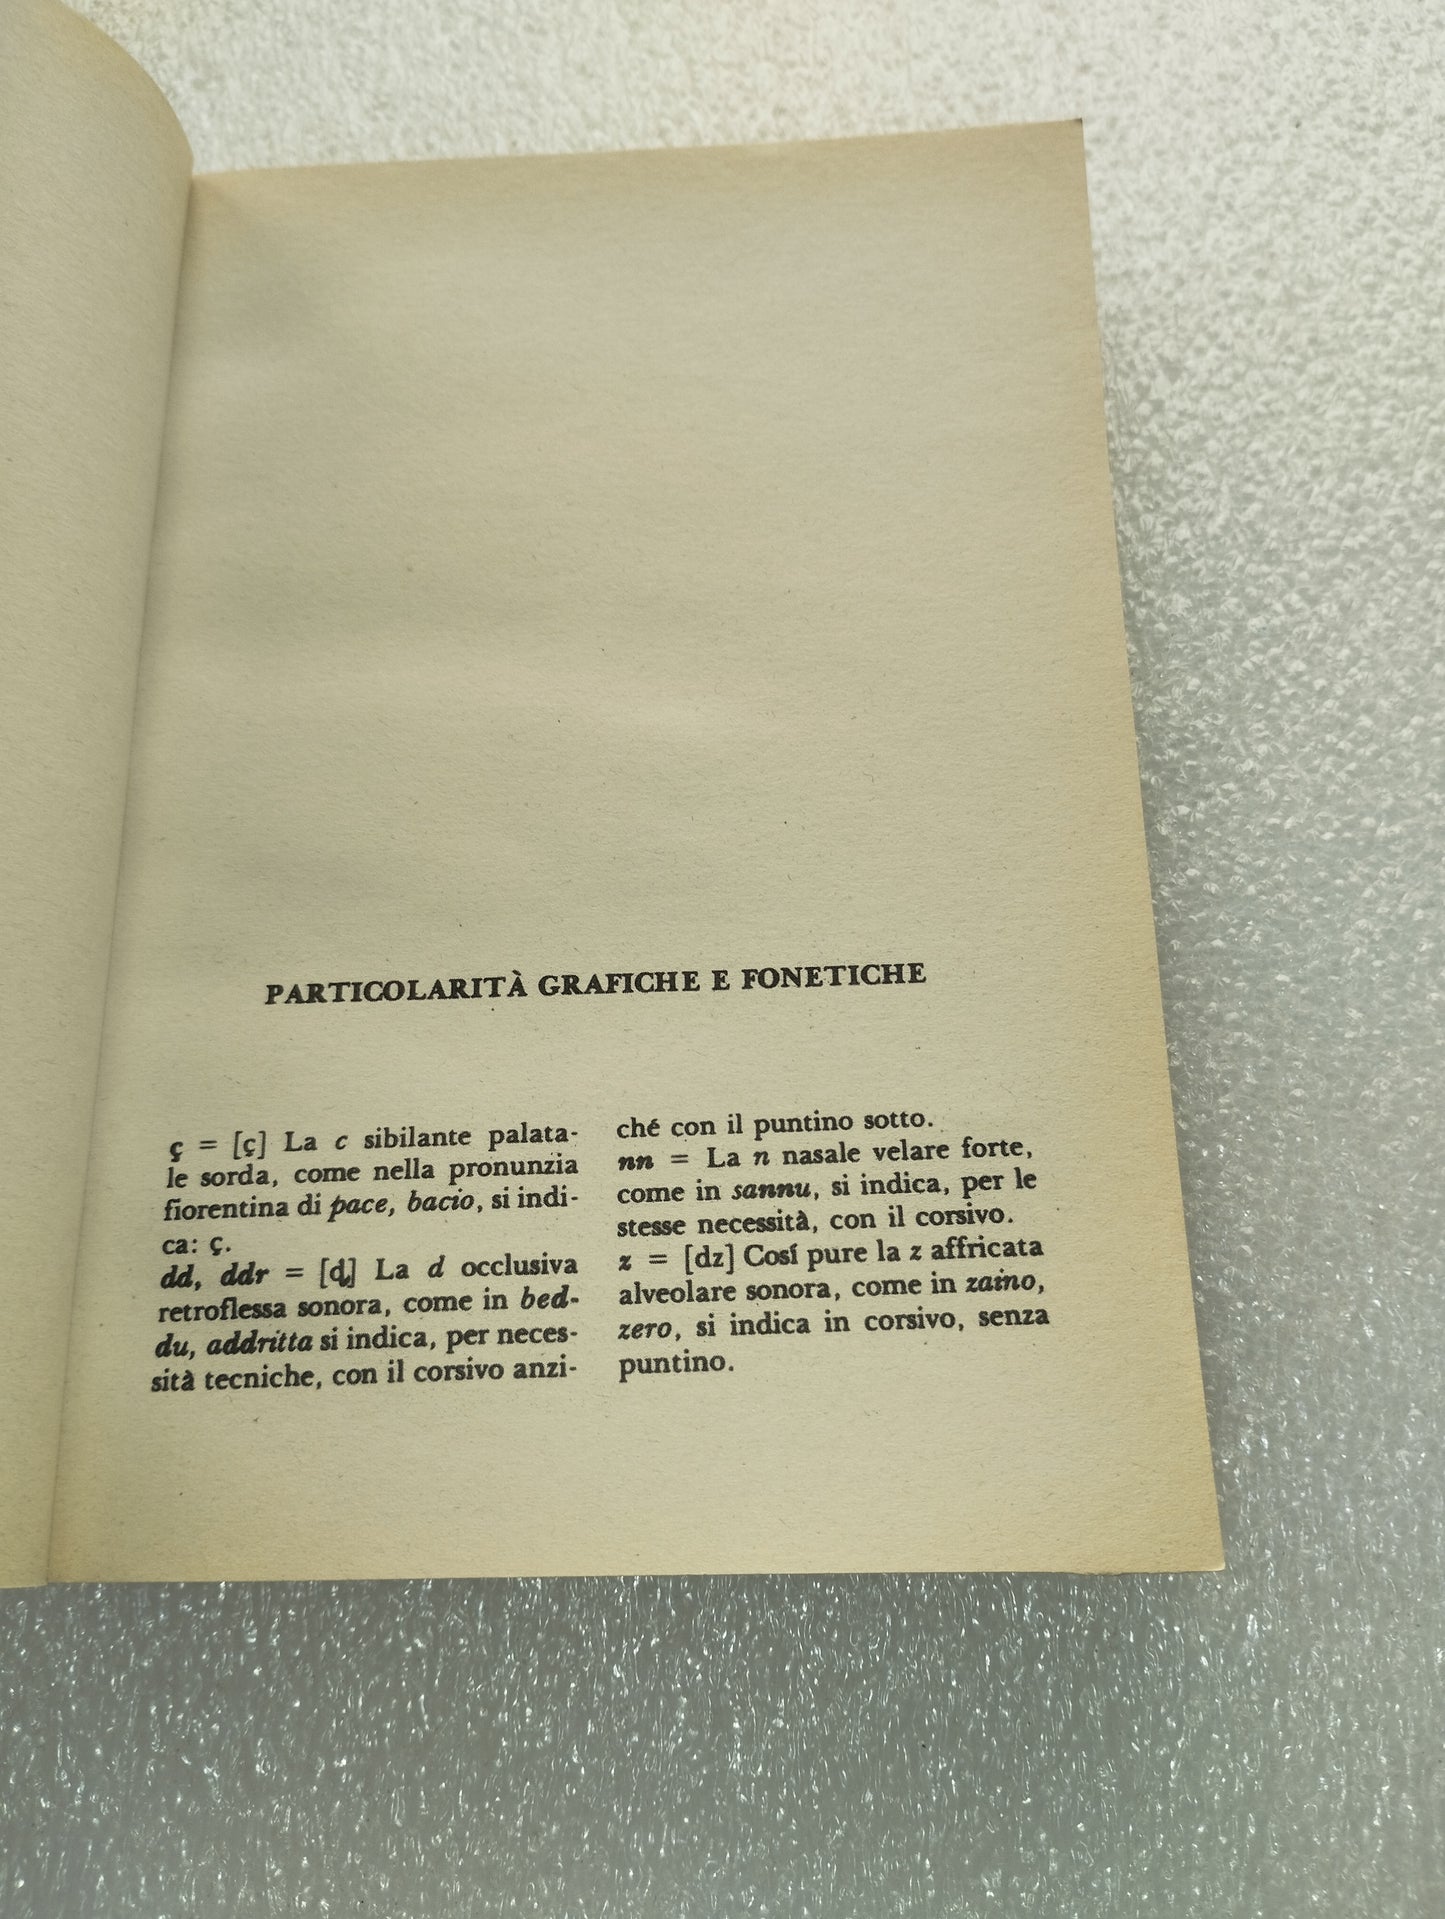 PARTICOLARITÀ GRAFICHE E FONETICHE
ç = [ç] La c sibilante palata-
le sorda, come nella pronunzia
fiorentina di pace, bacio, si indi-
ca: ç.
dd, ddr = [ḍ] La d occlusiva
retroflessa sonora, come in bed-
du, addritta si indica, per neces-
sità tecniche, con il corsivo anzi-
ché con il puntino sotto.
nn = La n nasale velare forte,
come in sannu, si indica, per le
stesse necessità, con il corsivo.
z = [dz] Cosí pure la z affricata
alveolare sonora, come in zaino,
zero, si indica in corsivo, senza
puntino.